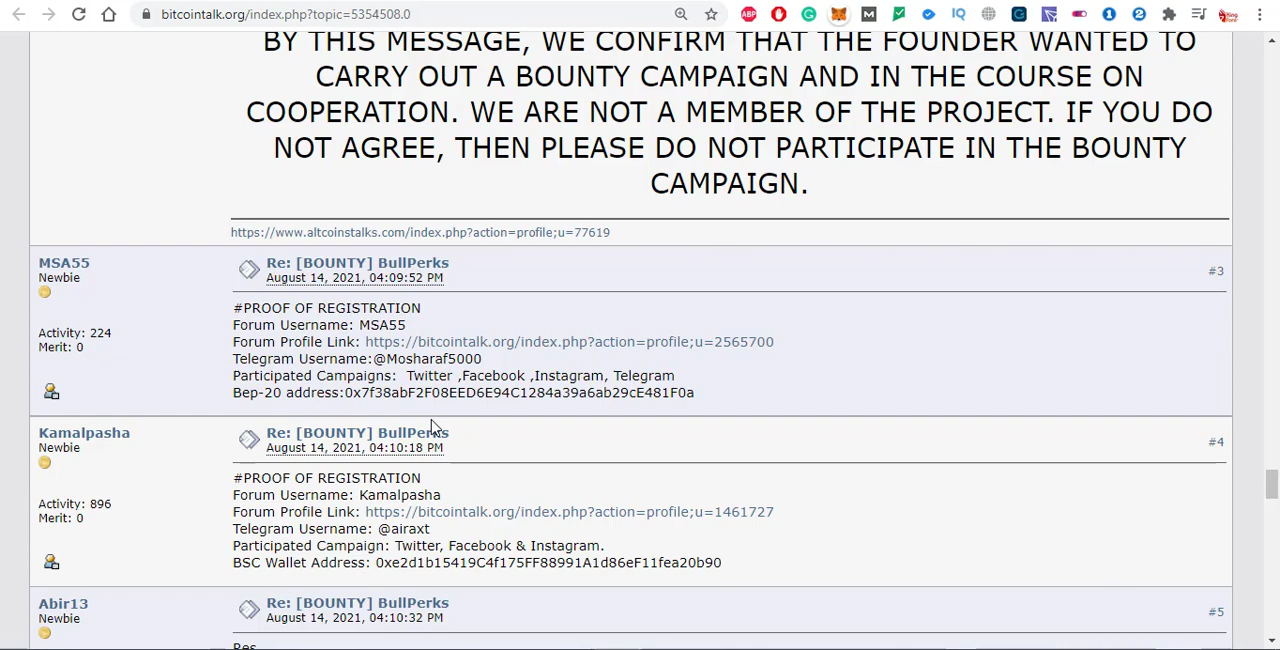 bitcointalk.org/index.php?topic=5354508.0
BY THIS MESSAGE, WE CONFIRM THAT THE FOUNDER WANTED TO
CARRY OUT A BOUNTY CAMPAIGN AND IN THE COURSE ON
COOPERATION. WE ARE NOT A MEMBER OF THE PROJECT. IF YOU DO
NOT AGREE, THEN PLEASE DO NOT PARTICIPATE IN THE BOUNTY
CAMPAIGN.
https://www.altcoinstalks.com/index.php?action=profile;u=77619
MSA55
Newbie
Activity: 224
Merit: 0
Re: [BOUNTY] BullPerks
August 14, 2021, 04:09:52 PM
#3
#PROOF OF REGISTRATION
Forum Username: MSA55
Forum Profile Link: https://bitcointalk.org/index.php?action=profile;u=2565700
Telegram Username:@Mosharaf5000
Participated Campaigns:  Twitter ,Facebook ,Instagram, Telegram
Bep-20 address:0x7f38abF2F08EED6E94C1284a39a6ab29cE481F0a
Kamalpasha
Newbie
Activity: 896
Merit: 0
Re: [BOUNTY] BullPerks
August 14, 2021, 04:10:18 PM
#4
#PROOF OF REGISTRATION
Forum Username: Kamalpasha
Forum Profile Link: https://bitcointalk.org/index.php?action=profile;u=1461727
Telegram Username: @airaxt
Participated Campaign: Twitter, Facebook & Instagram.
BSC Wallet Address: 0xe2d1b15419C4f175FF88991A1d86eF11fea20b90
Abir13
Newbie
Re: [BOUNTY] BullPerks
August 14, 2021, 04:10:32 PM
#5